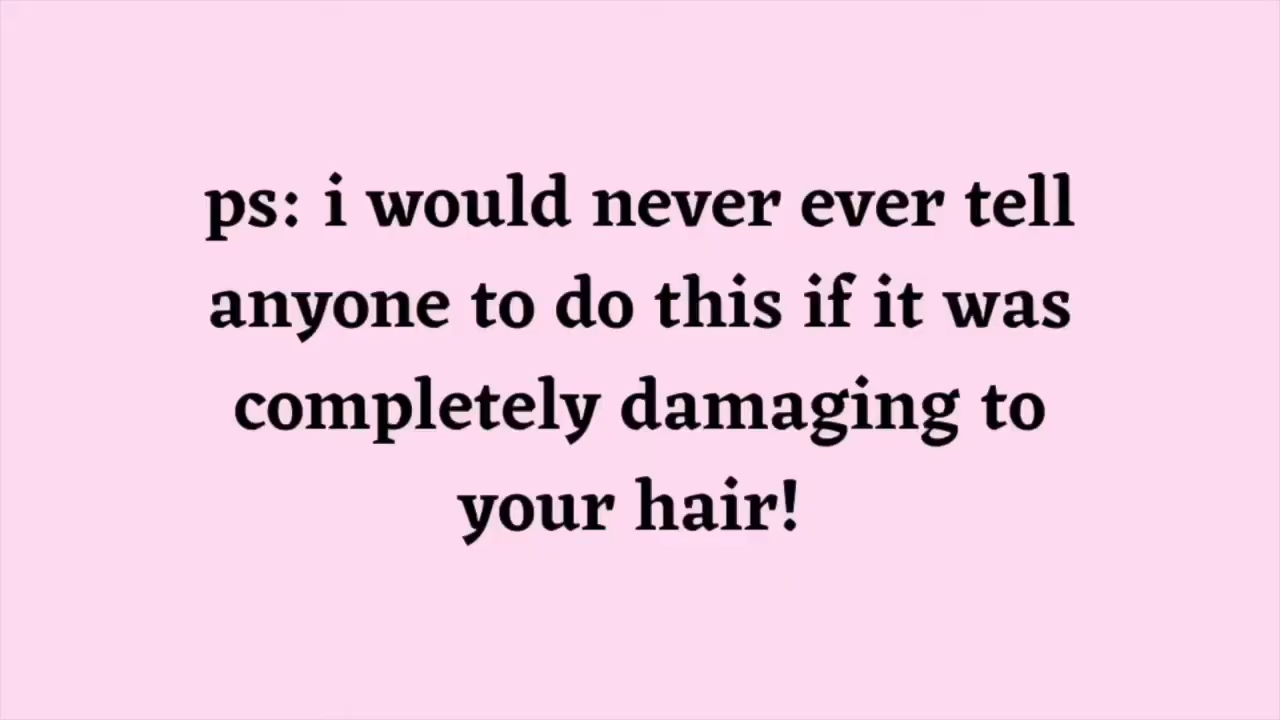 ps: i would never ever tell
anyone to do this if it was
completely damaging to
your hair!